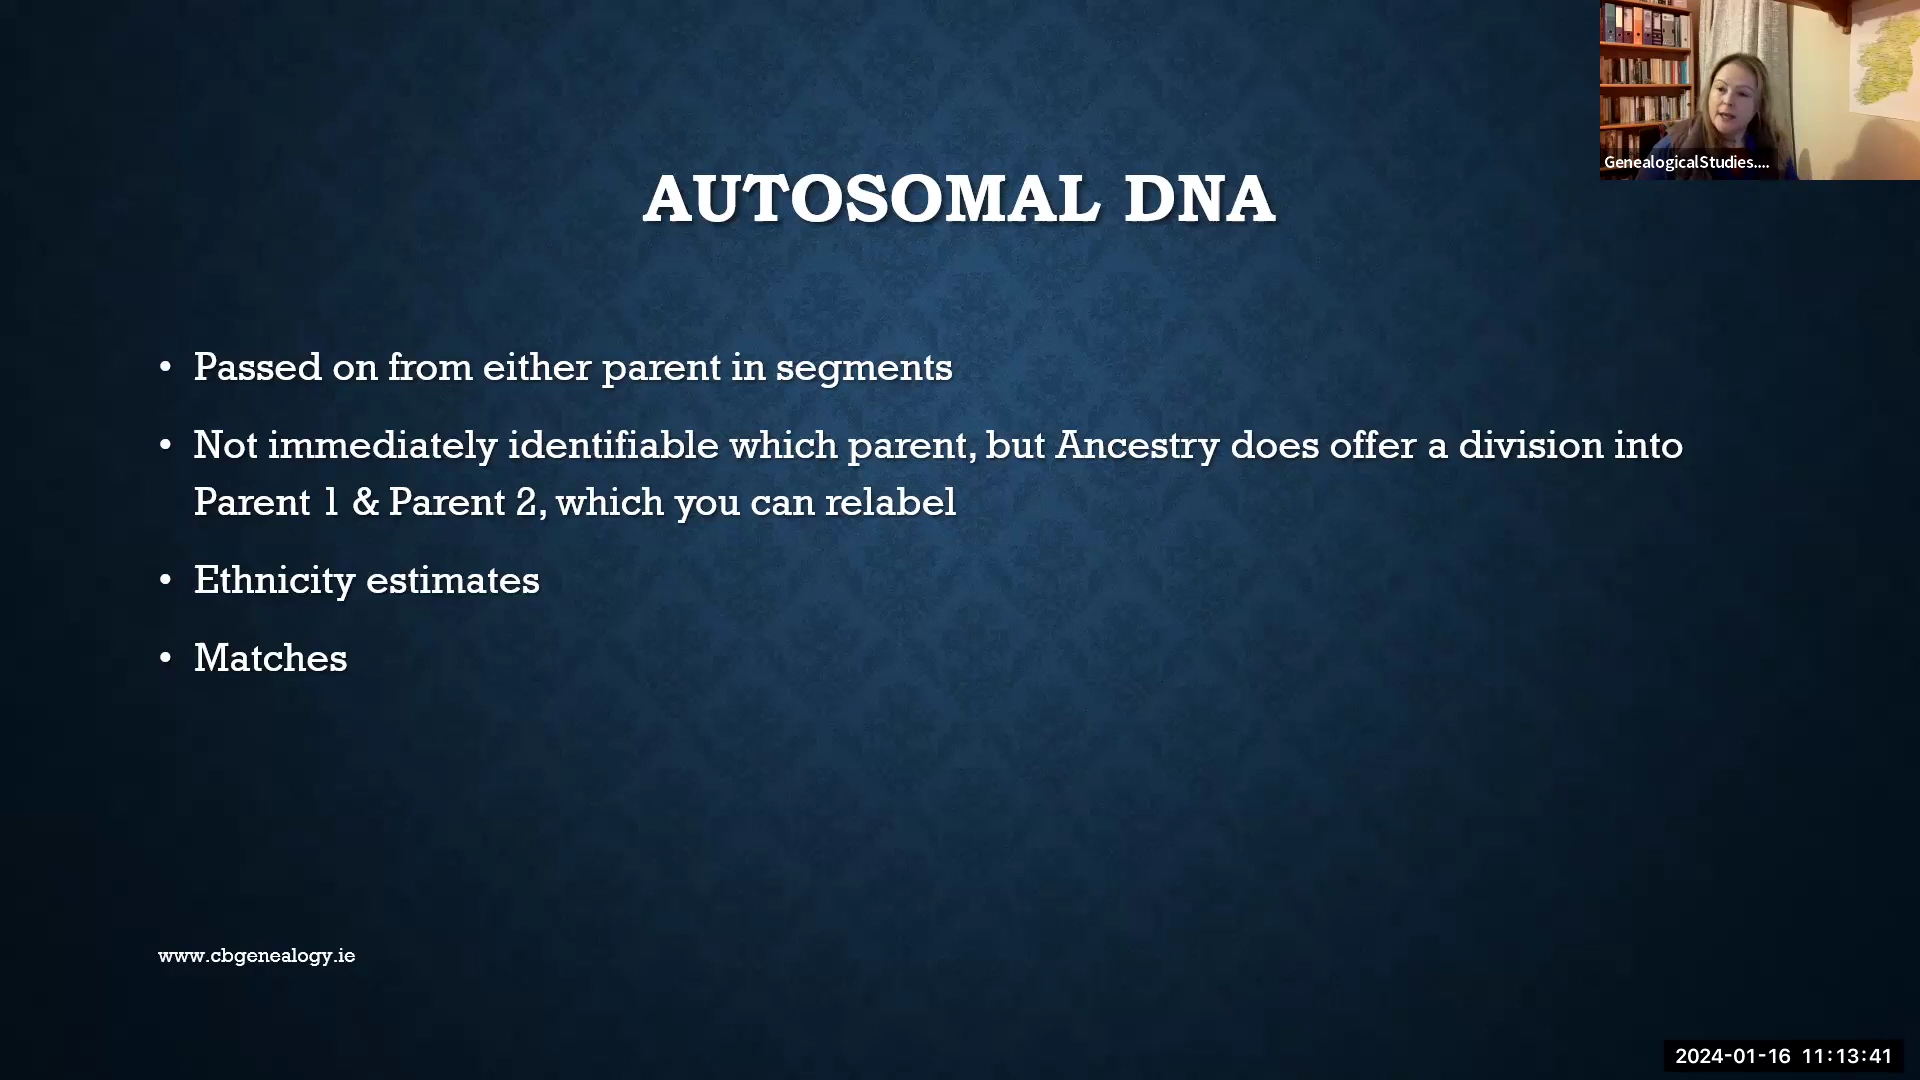 GenealogicalStudies....
AUTOSOMAL DNA
• Passed on from either parent in segments
• Not immediately identifiable which parent, but Ancestry does offer a division into
Parent 1 & Parent 2, which you can relabel
• Ethnicity estimates
• Matches
www.cbgenealogy.ie
2024-01-16 11:13:41